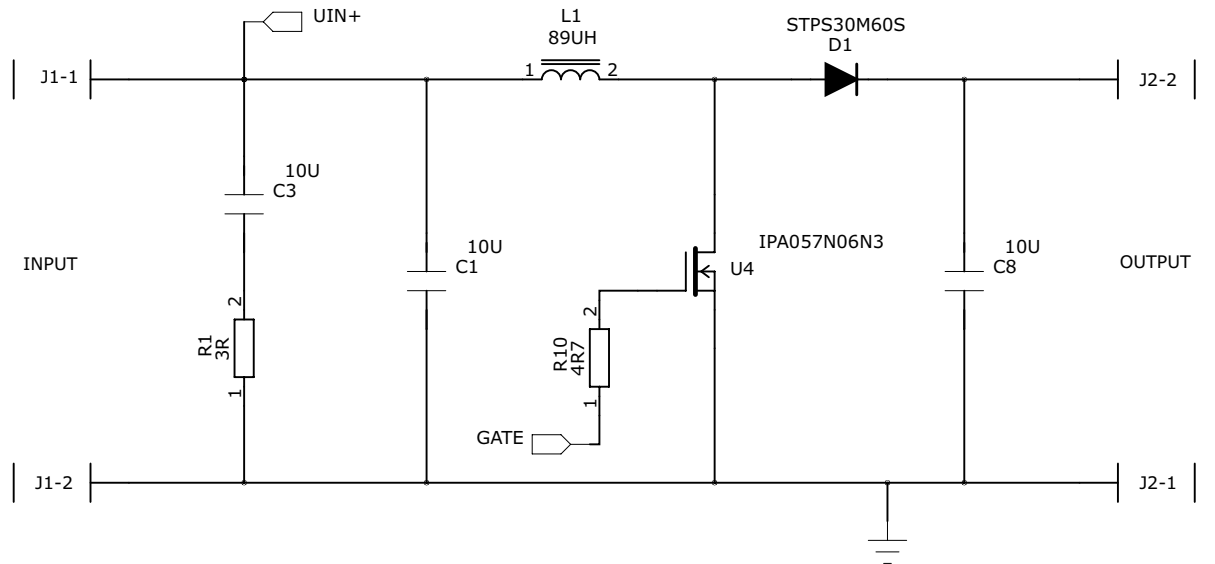 UIN+
L1
89UH
STPS30M60S
D1
J1-1
1 2
J2-2
10U
C3
10U
C1
IPA057N06N3
U4
10U
C8
INPUT
OUTPUT
2
R1
3R
1
2
R10
4R7
1
GATE
J1-2
J2-1